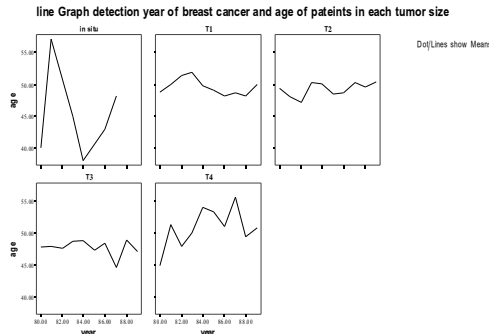 line Graph detection year of breast cancer and age of pateints in each tumor size
in situ
T1
T2
Dot/Lines show Means
55.00
50.00
45.00
40.00
age
T3
T4
55.00
50.00
45.00
40.00
age
80.00 82.00 84.00 86.00 88.00
80.00 82.00 84.00 86.00 88.00
year
year